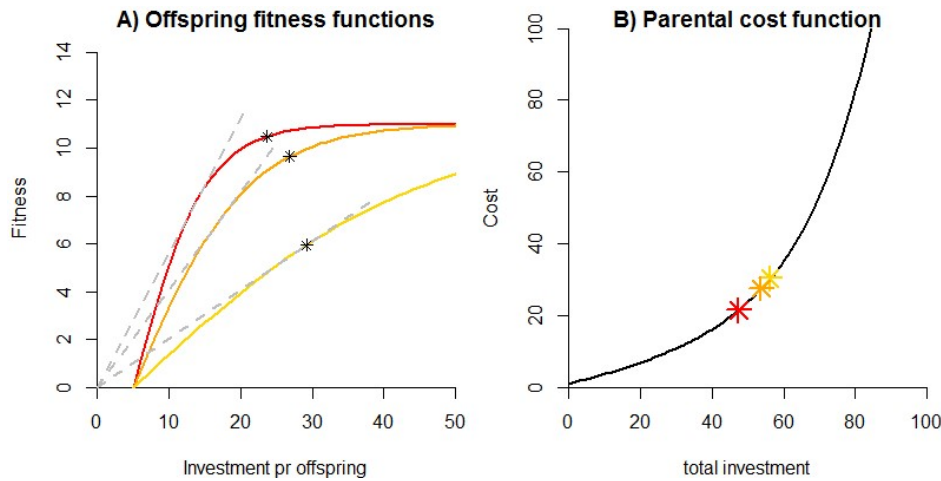 A) Offspring fitness functions
14
12
10
8
6
4
2
0
Fitness
0 10 20 30 40 50
Investment pr offspring
B) Parental cost function
100
80
60
40
20
0
Cost
0 20 40 60 80 100
total investment